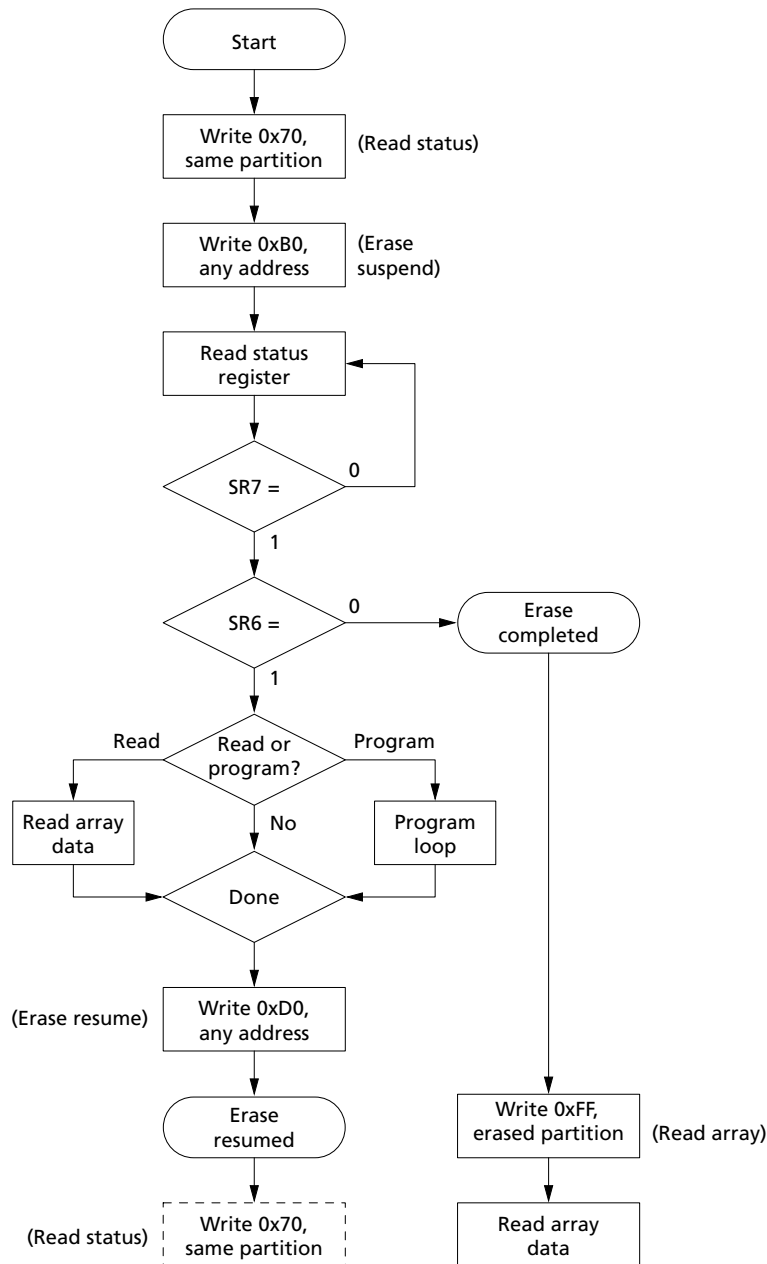 Start
Write 0x70,
same partition
(Read status)
Write 0xB0,
any address
(Erase
suspend)
Read status
register
0
SR7 =
1
0
SR6 =
Erase
completed
1
Read
Read or
program?
Program
Read array
data
No
Program
loop
Done
(Erase resume)
Write 0xD0,
any address
Erase
resumed
Write 0xFF,
erased partition
(Read array)
(Read status)
Write 0x70,
same partition
Read array
data